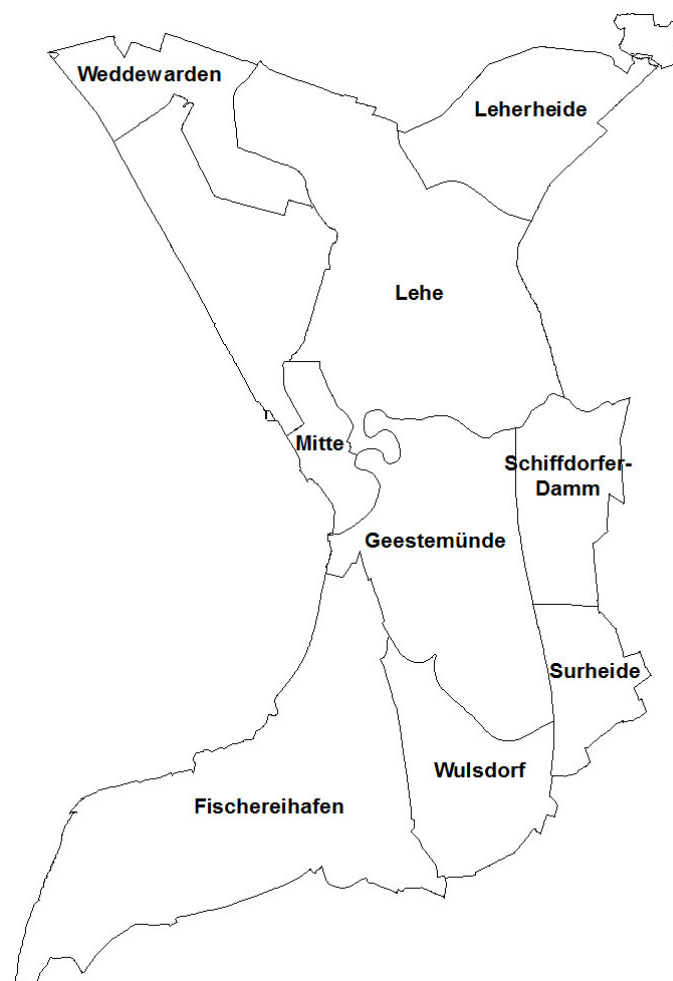 Weddewarden
Leherheide
Lehe
Mitte
Schiffdorfer-
Damm
Geestemünde
Surheide
Wulsdorf
Fischereihafen